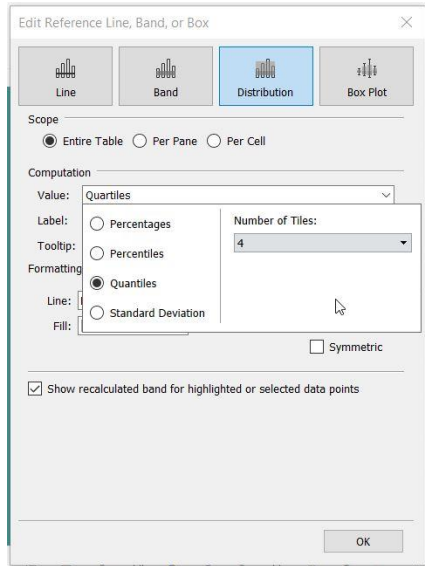 Edit Reference Line, Band, or Box
Line Band Distribution Box Plot
Scope
Entire Table Per Pane Per Cell
Computation
Value: Quartiles
Label:
Percentages
Number of Tiles:
4
Tooltip:
Percentiles
Formatting
Quantiles
Line:
Standard Deviation
Fill:
Symmetric
Show recalculated band for highlighted or selected data points
OK